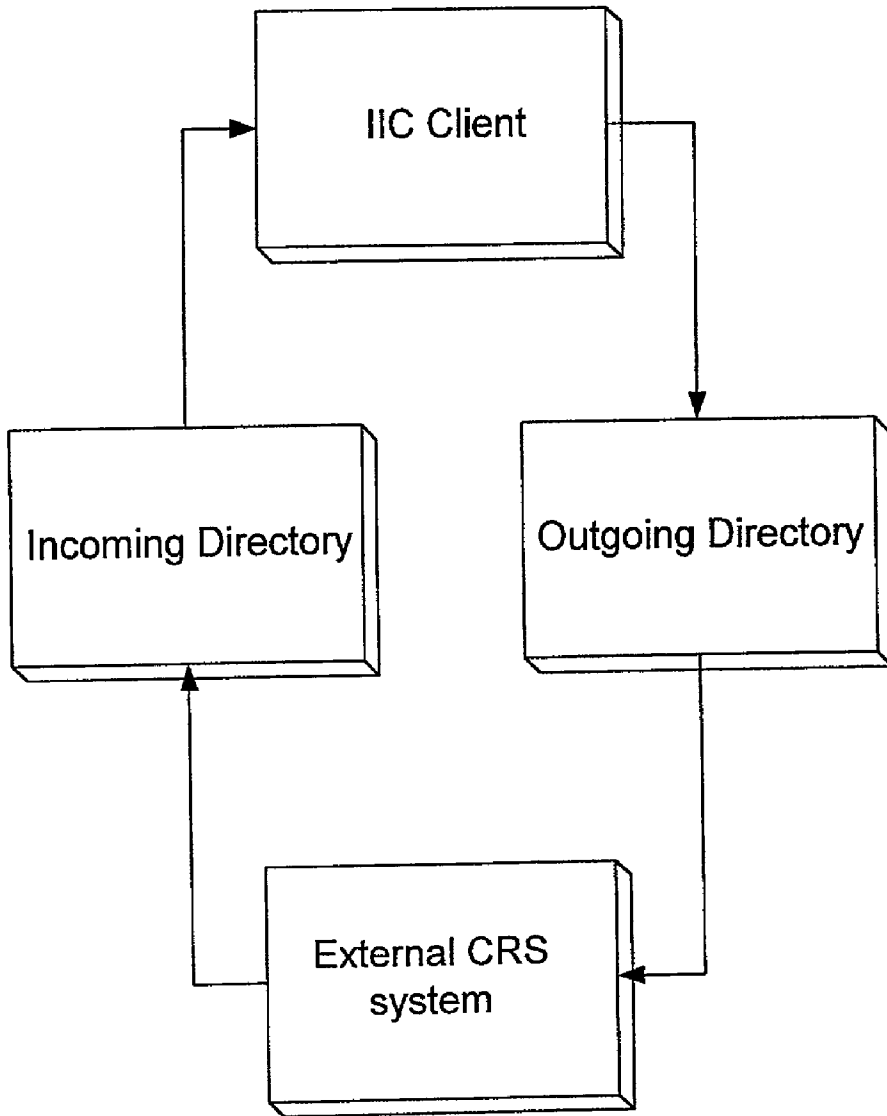 IIC Client
Incoming Directory
Outgoing Directory
External CRS
system